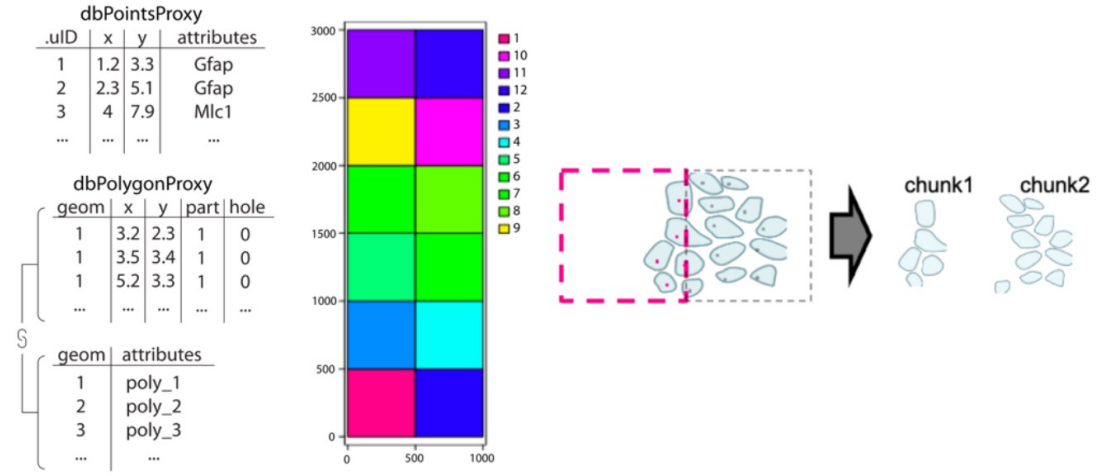 dbPointsProxy
.uID x y attributes
1 1.2 3.3 Gfap
2 2.3 5.1 Gfap
3 4 7.9 Mlc1
... ... ... ...
dbPolygonProxy
geom x y part hole
1 3.2 2.3 1 0
1 3.5 3.4 1 0
1 5.2 3.3 1 0
... ... ... ... ...
geom attributes
1 poly_1
2 poly_2
3 poly_3
... ...
3000
2500
2000
1500
1000
500
0
0 500 1000
1
10
11
12
2
3
4
5
6
7
8
9
chunk1 chunk2